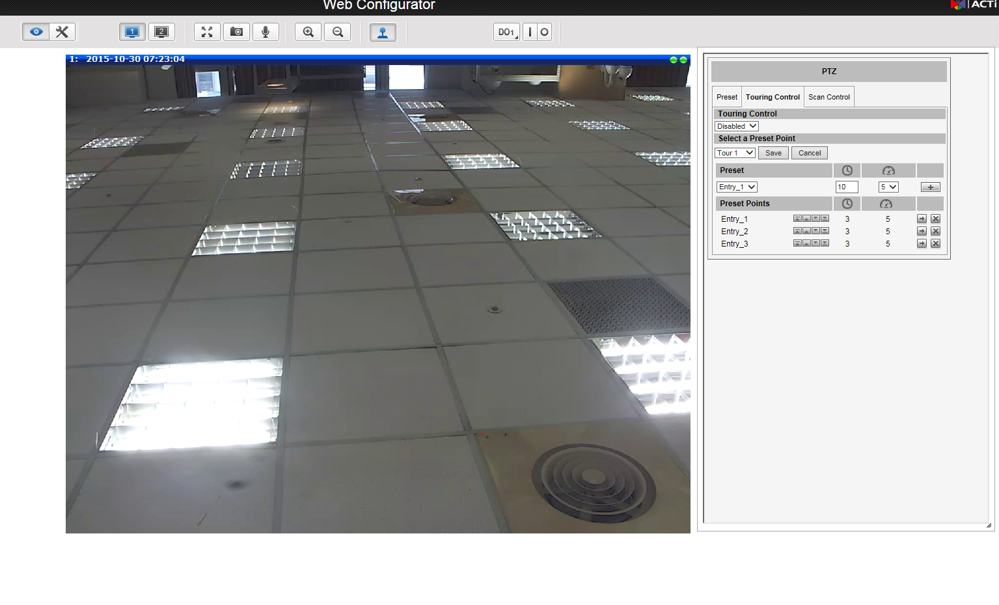 Web Configurator
ACTi
1
2
DO1
1: 2015-10-30 07:23:04
PTZ
Preset Touring Control Scan Control
Touring Control
Disabled
Select a Preset Point
Tour 1 Save Cancel
Preset
Entry_1 10 5 +
Preset Points
Entry_1 3 5
Entry_2 3 5
Entry_3 3 5